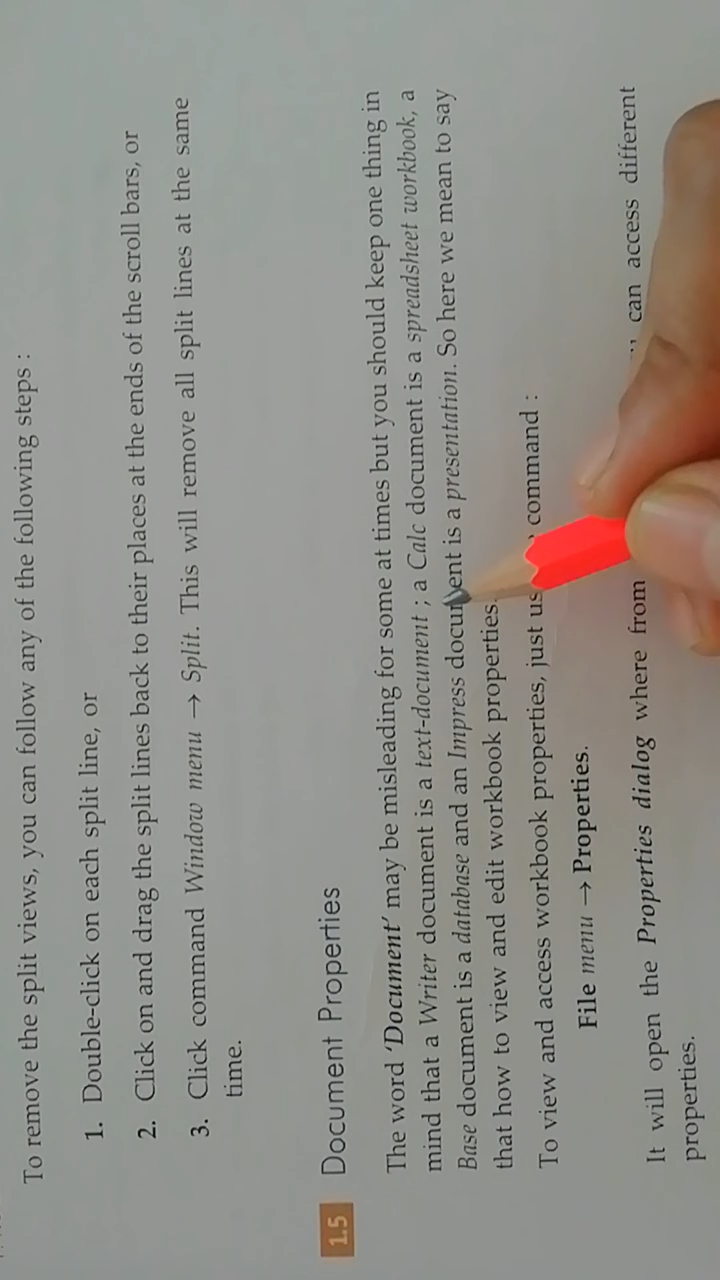 To remove the split views, you can follow any of the following steps :
1. Double-click on each split line, or
2. Click on and drag the split lines back to their places at the ends of the scroll bars, or
3. Click command Window menu → Split. This will remove all split lines at the same
time.
1.5 Document Properties
The word 'Document' may be misleading for some at times but you should keep one thing in
mind that a Writer document is a text-document ; a Calc document is a spreadsheet workbook, a
Base document is a database and an Impress document is a presentation. So here we mean to say
that how to view and edit workbook properties.
To view and access workbook properties, just us command :
File menu → Properties.
It will open the Properties dialog where from can access different
properties.